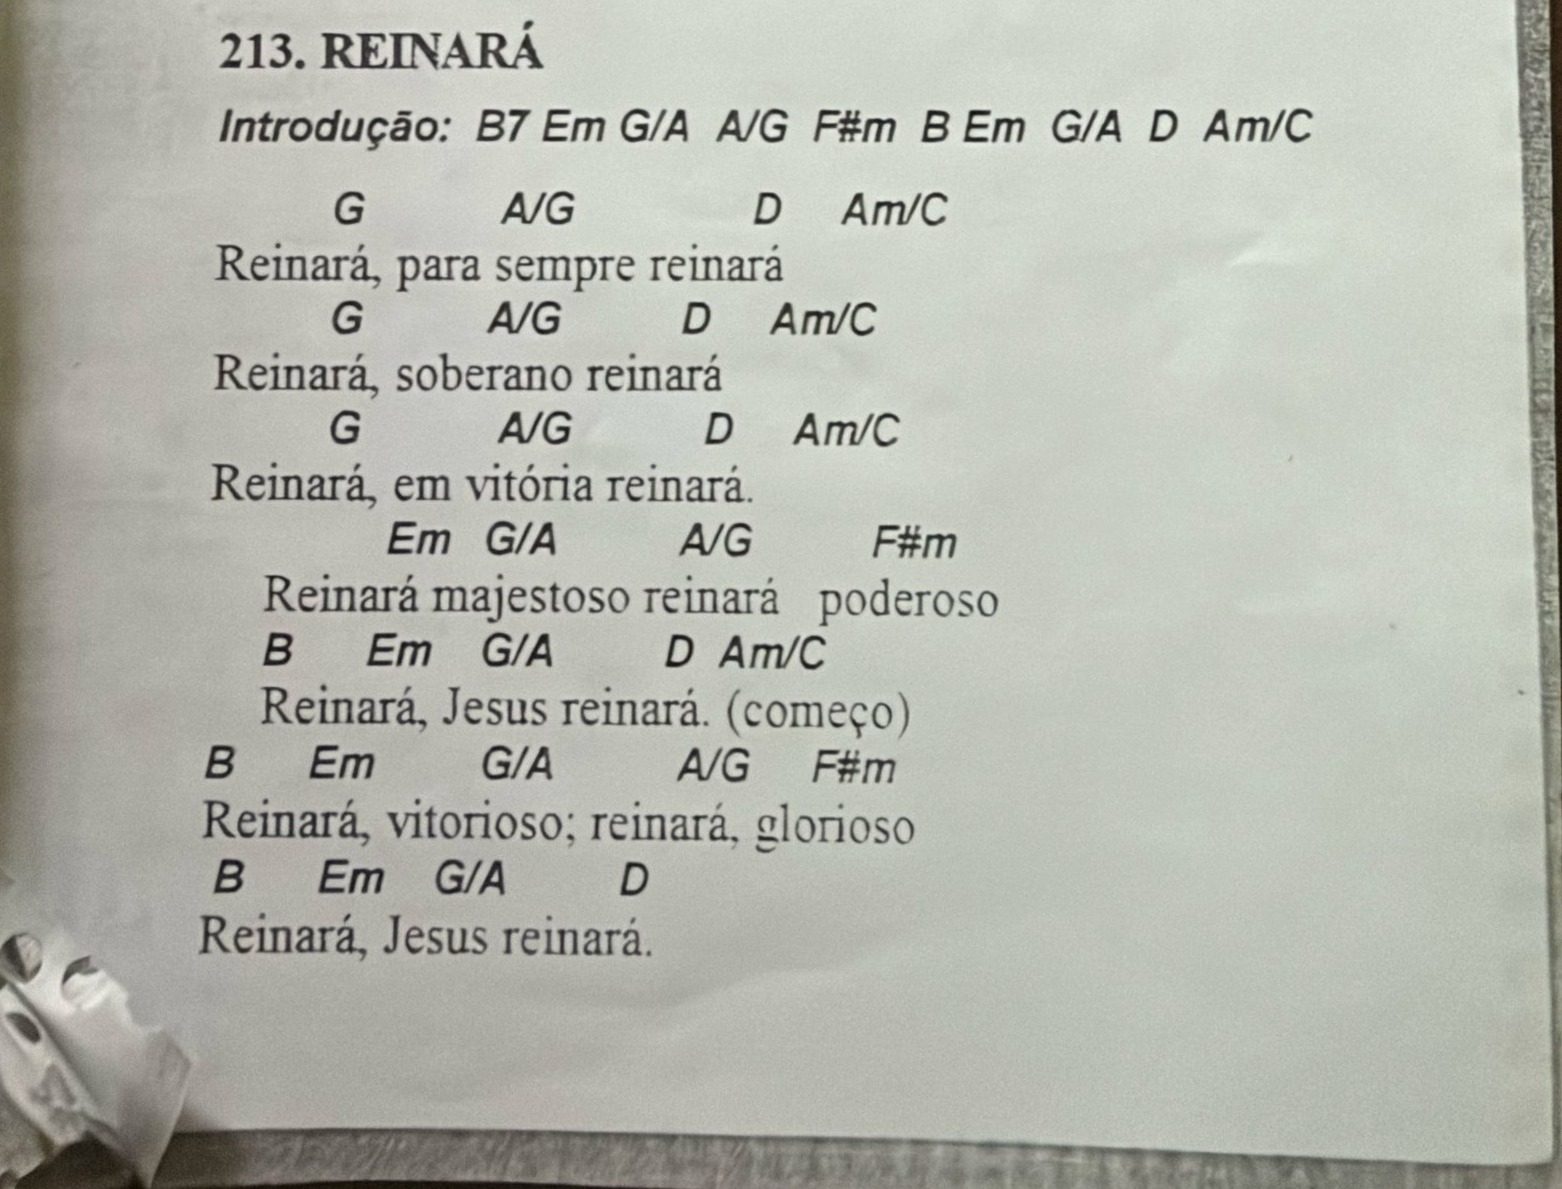 213. REINARÁ
Introdução: B7 Em G/A A/G F#m B Em G/A D Am/C
G A/G D Am/C
Reinará, para sempre reinará
G A/G D Am/C
Reinará, soberano reinará
G A/G D Am/C
Reinará, em vitória reinará.
Em G/A A/G F#m
Reinará majestoso reinará poderoso
B Em G/A D Am/C
Reinará, Jesus reinará. (começo)
B Em G/A A/G F#m
Reinará, vitorioso; reinará, glorioso
B Em G/A D
Reinará, Jesus reinará.